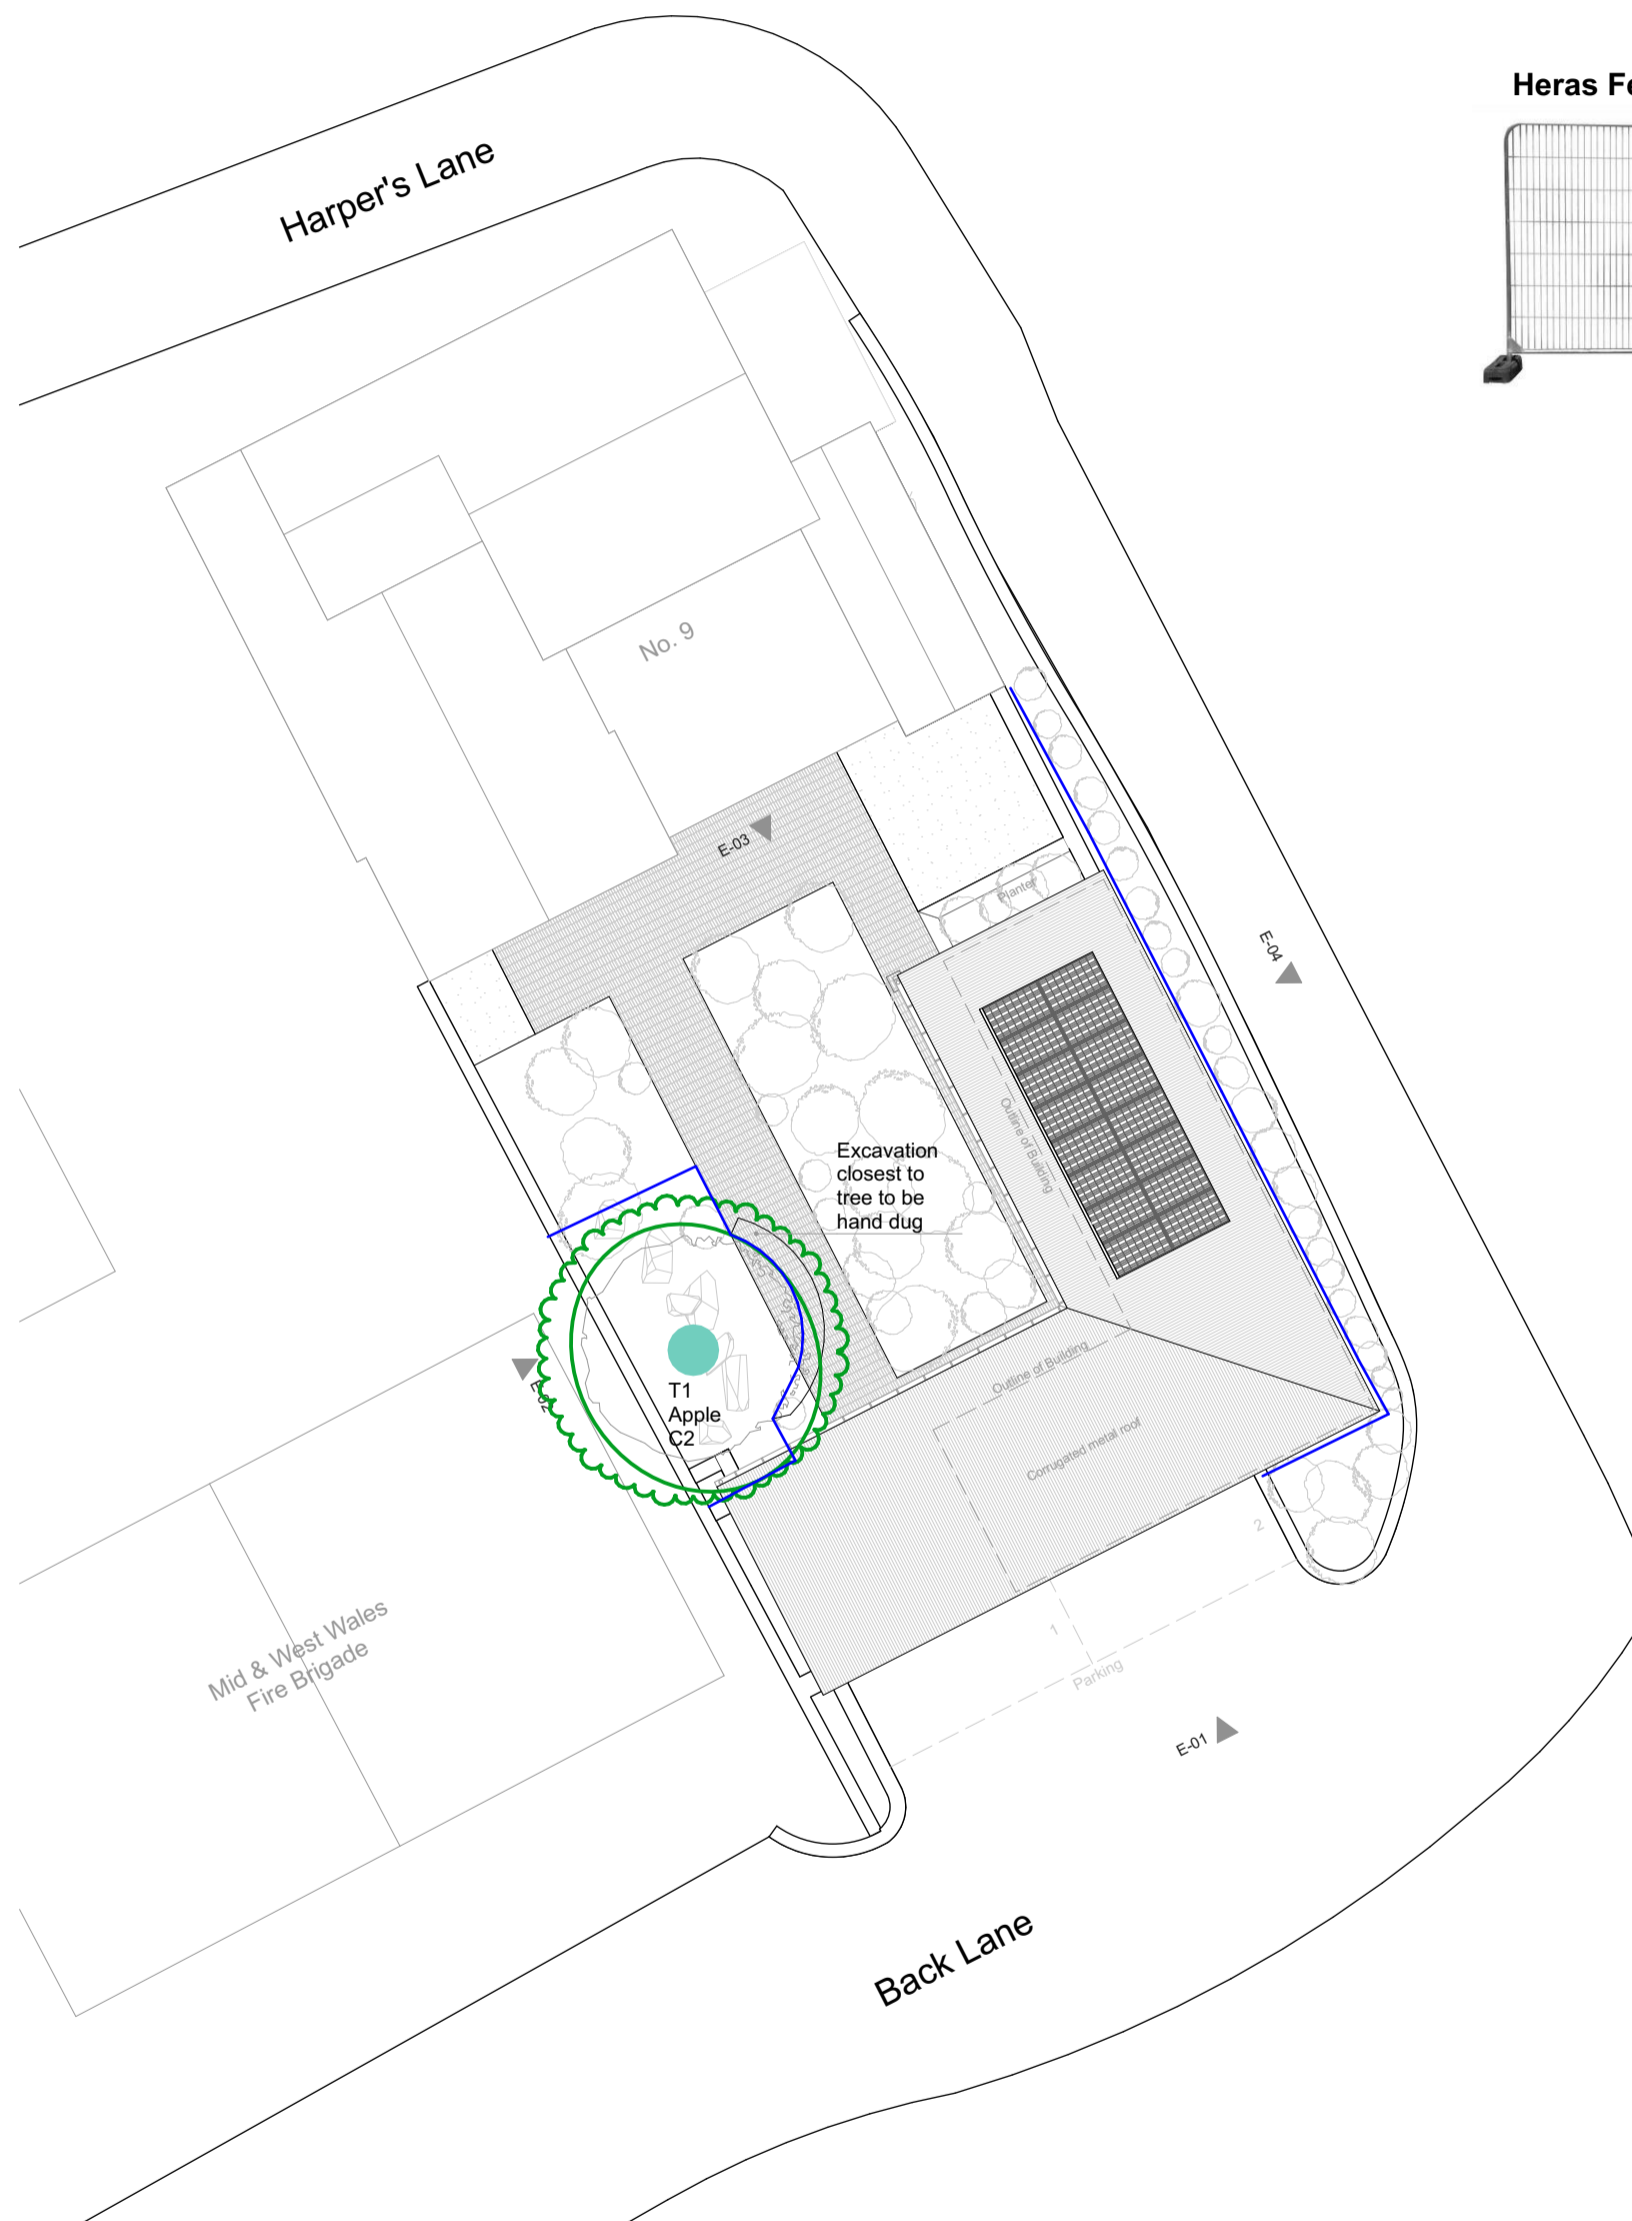 Heras Fe
Harper's Lane
No. 9
E-03
Planter
E-04
Outline of Building
Excavation
closest to
tree to be
hand dug
E-02
T1
Apple
C2
Outline of Building
Corrugated metal roof
2
1
Parking
Mid & West Wales
Fire Brigade
E-01
Back Lane